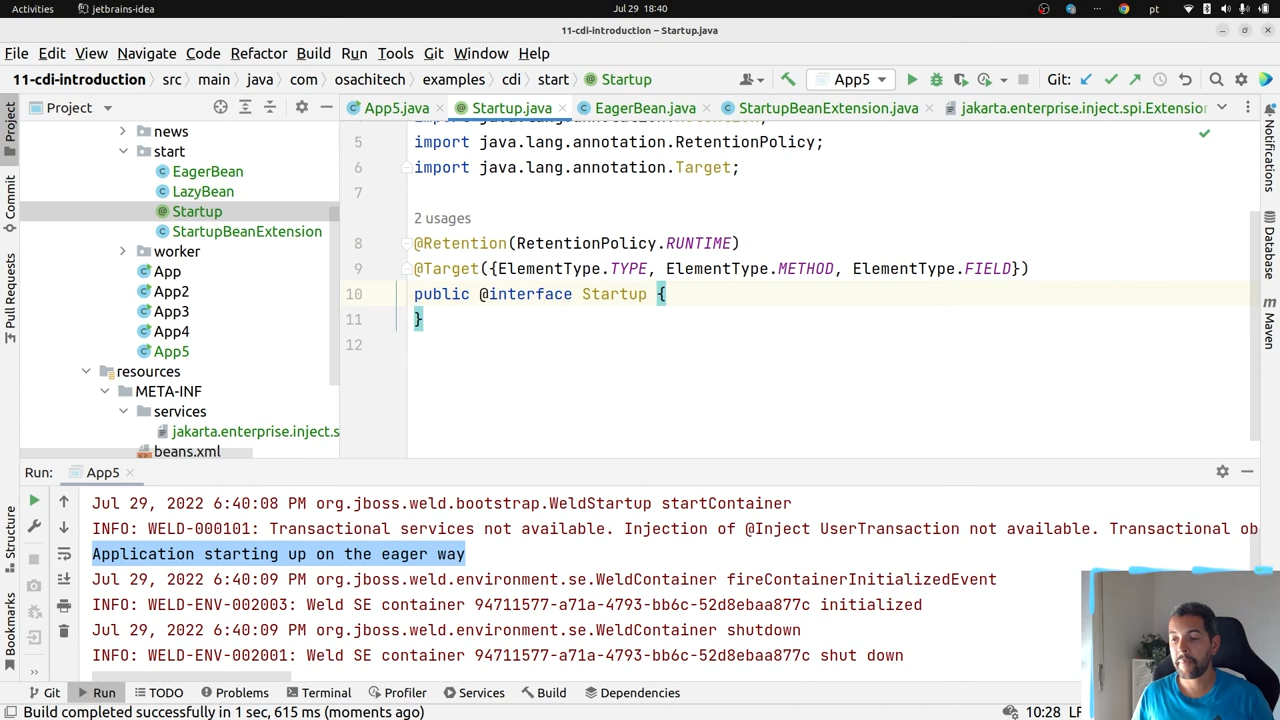 Activities jetbrains-idea Jul 29 18:40 pt
11-cdi-introduction – Startup.java
File Edit View Navigate Code Refactor Build Run Tools Git Window Help
11-cdi-introduction src main java com osachitech examples cdi start Startup App5 Git:
Project App5.java Startup.java EagerBean.java StartupBeanExtension.java jakarta.enterprise.inject.spi.Extensio
news
start
EagerBean
LazyBean
Startup
StartupBeanExtension
worker
App
App2
App3
App4
App5
resources
META-INF
services
jakarta.enterprise.inject.s
beans.xml
5 import java.lang.annotation.RetentionPolicy;
6 import java.lang.annotation.Target;
7
2 usages
8 @Retention(RetentionPolicy.RUNTIME)
9 @Target({ElementType.TYPE, ElementType.METHOD, ElementType.FIELD})
10 public @interface Startup {
11 }
12
Project
Commit
Pull Requests
Structure
Bookmarks
Notifications
Database
Maven
Run: App5
Jul 29, 2022 6:40:08 PM org.jboss.weld.bootstrap.WeldStartup startContainer
INFO: WELD-000101: Transactional services not available. Injection of @Inject UserTransaction not available. Transactional ob
Application starting up on the eager way
Jul 29, 2022 6:40:09 PM org.jboss.weld.environment.se.WeldContainer fireContainerInitializedEvent
INFO: WELD-ENV-002003: Weld SE container 94711577-a71a-4793-bb6c-52d8ebaa877c initialized
Jul 29, 2022 6:40:09 PM org.jboss.weld.environment.se.WeldContainer shutdown
INFO: WELD-ENV-002001: Weld SE container 94711577-a71a-4793-bb6c-52d8ebaa877c shut down
Git Run TODO Problems Terminal Profiler Services Build Dependencies
Build completed successfully in 1 sec, 615 ms (moments ago) 10:28 LF